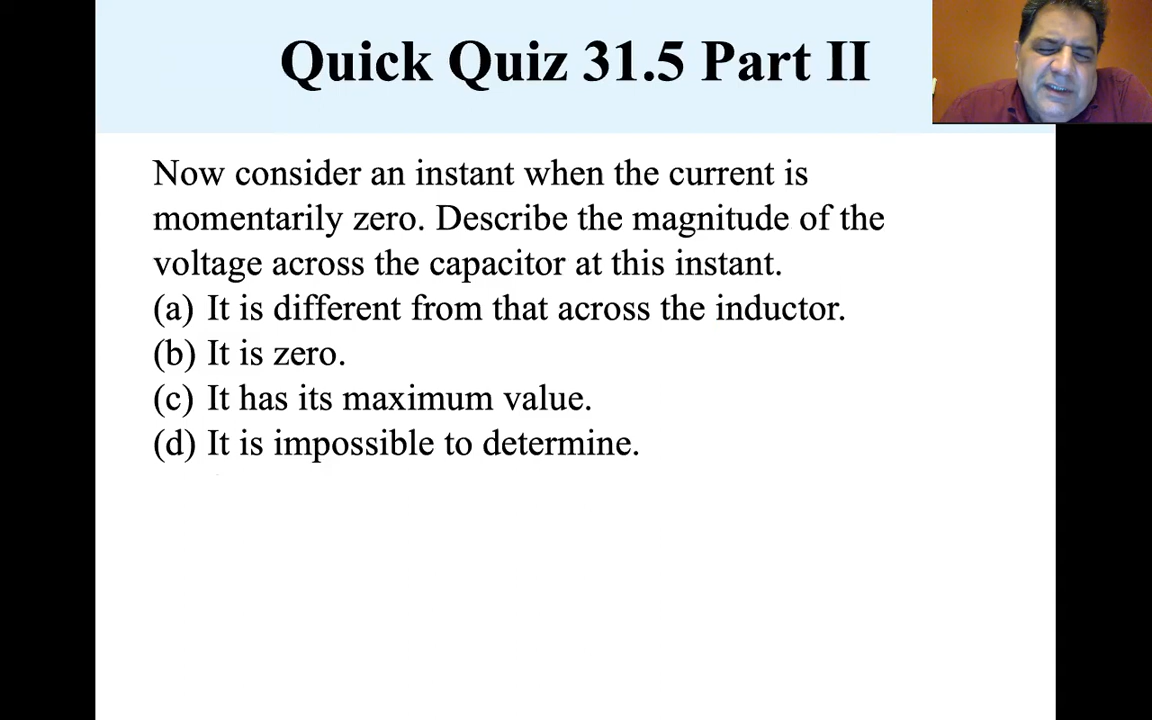 Quick Quiz 31.5 Part II
Now consider an instant when the current is
momentarily zero. Describe the magnitude of the
voltage across the capacitor at this instant.
(a) It is different from that across the inductor.
(b) It is zero.
(c) It has its maximum value.
(d) It is impossible to determine.